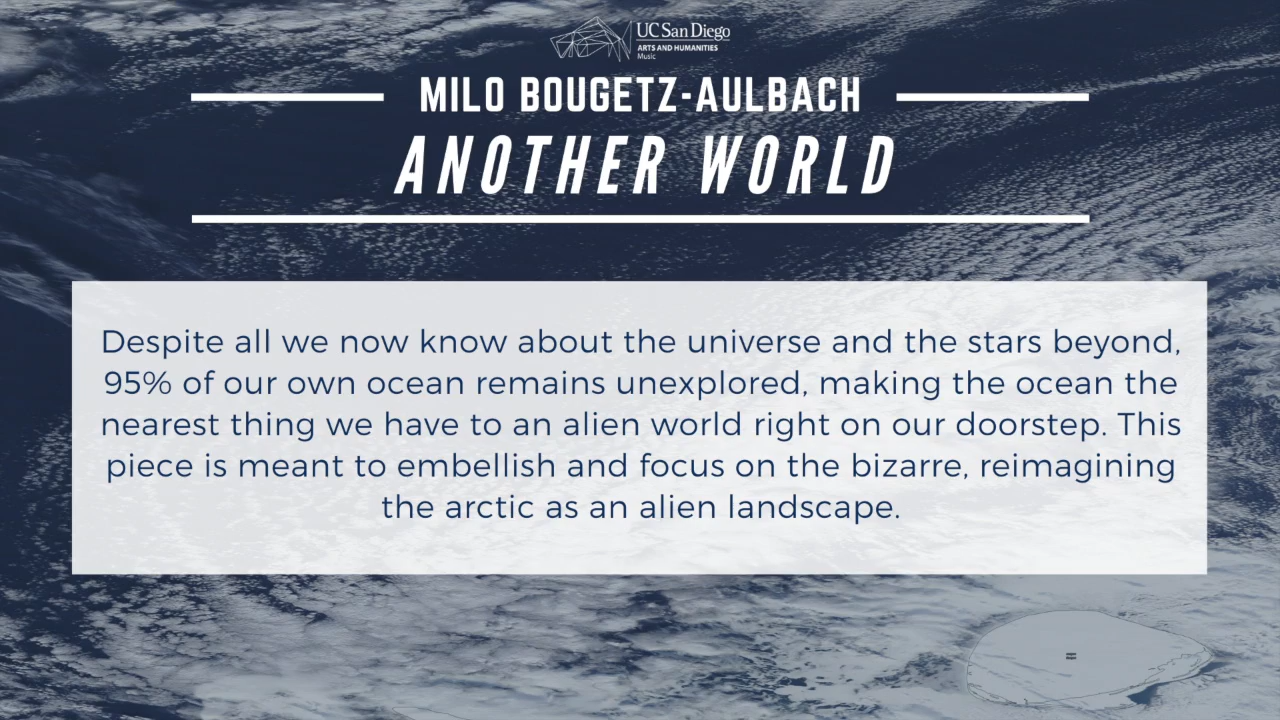 UC San Diego
ARTS AND HUMANITIES
Music
MILO BOUGETZ-AULBACH
ANOTHER WORLD
Despite all we now know about the universe and the stars beyond,
95% of our own ocean remains unexplored, making the ocean the
nearest thing we have to an alien world right on our doorstep. This
piece is meant to embellish and focus on the bizarre, reimagining
the arctic as an alien landscape.